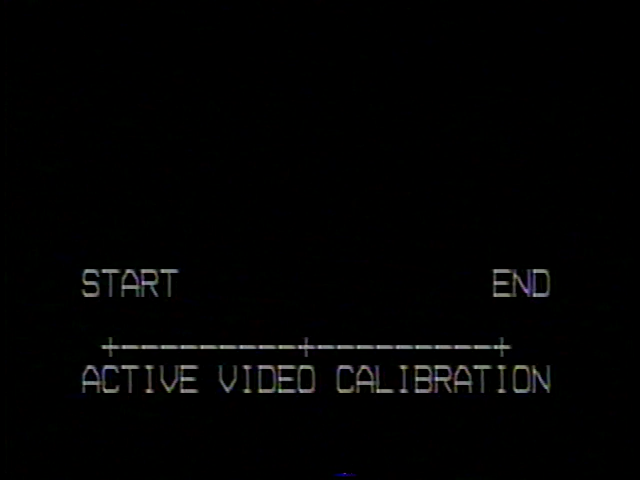 START END
+---------+---------+
ACTIVE VIDEO CALIBRATION